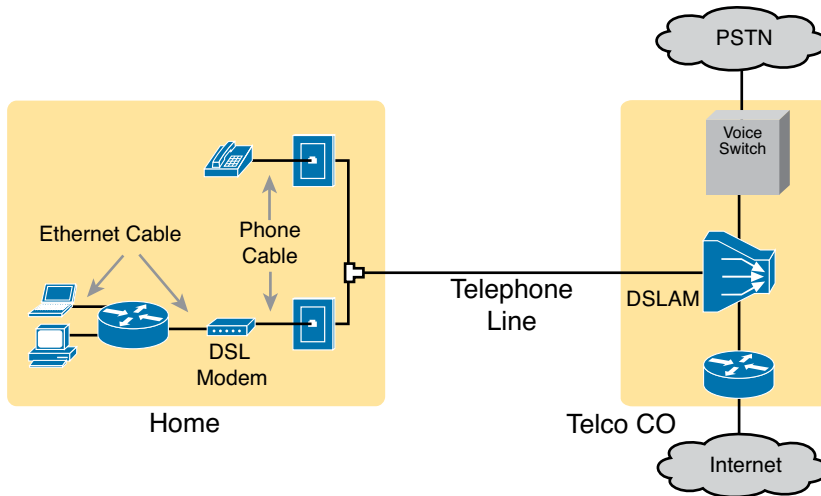 PSTN
Voice
Switch
Ethernet Cable
Phone
Cable
Telephone
Line
DSLAM
DSL
Modem
Home
Telco CO
Internet